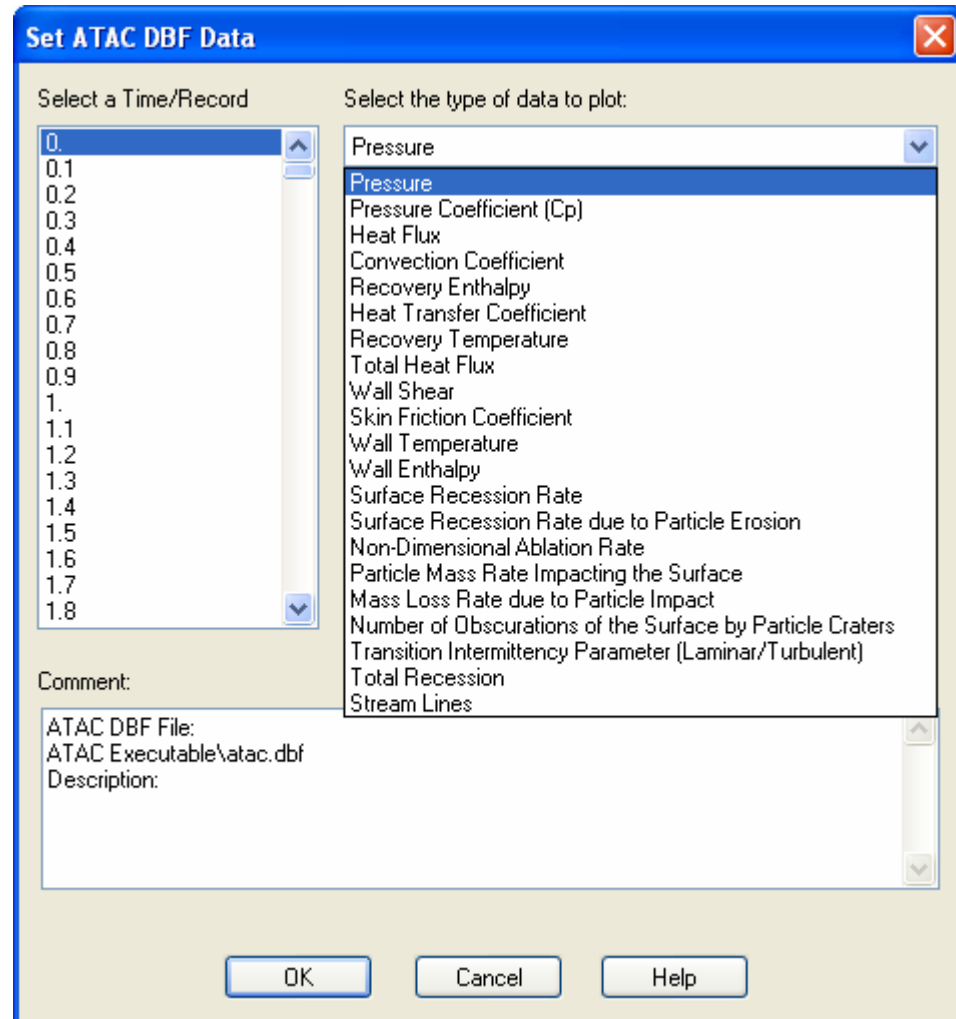 Set ATAC DBF Data
Select a Time/Record
0.
0.1
0.2
0.3
0.4
0.5
0.6
0.7
0.8
0.9
1.
1.1
1.2
1.3
1.4
1.5
1.6
1.7
1.8
Select the type of data to plot:
Pressure
Pressure
Pressure Coefficient (Cp)
Heat Flux
Convection Coefficient
Recovery Enthalpy
Heat Transfer Coefficient
Recovery Temperature
Total Heat Flux
Wall Shear
Skin Friction Coefficient
Wall Temperature
Wall Enthalpy
Surface Recession Rate
Surface Recession Rate due to Particle Erosion
Non-Dimensional Ablation Rate
Particle Mass Rate Impacting the Surface
Mass Loss Rate due to Particle Impact
Number of Obscurations of the Surface by Particle Craters
Transition Intermittency Parameter (Laminar/Turbulent)
Total Recession
Stream Lines
Comment:
ATAC DBF File:
ATAC Executable\atac.dbf
Description:
OK
Cancel
Help